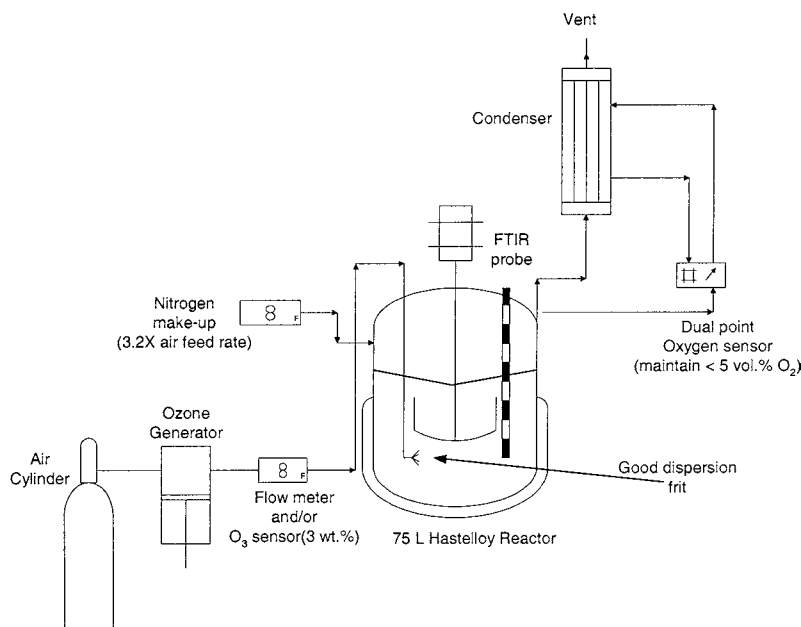 Vent
Condenser
FTIR
probe
Nitrogen
make-up
(3.2X air feed rate)
8
F
Dual point
Oxygen sensor
(maintain < 5 vol.% O₂)
Ozone
Generator
Air
Cylinder
8
F
Flow meter
and/or
O₃ sensor(3 wt.%)
Good dispersion
frit
75 L Hastelloy Reactor